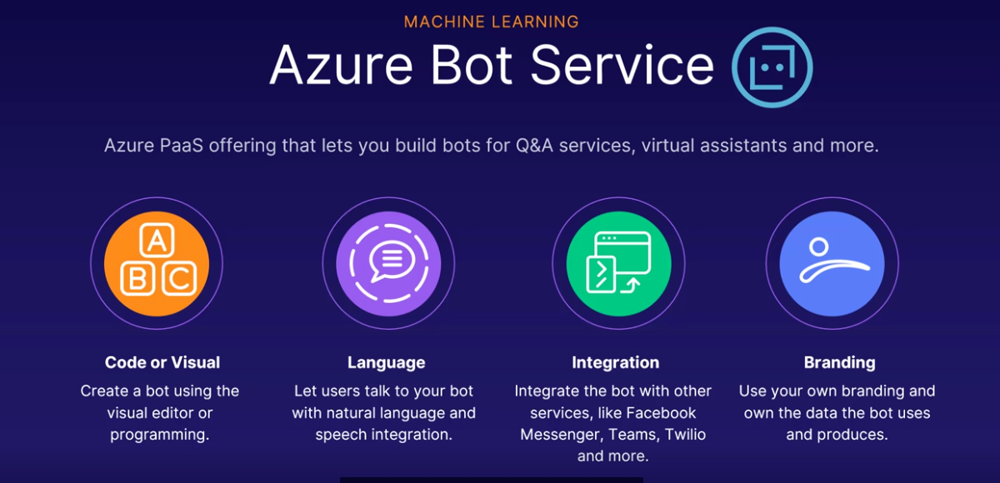 MACHINE LEARNING
Azure Bot Service
Azure PaaS offering that lets you build bots for Q&A services, virtual assistants and more.
A
B C
Code or Visual
Create a bot using the
visual editor or
programming.
Language
Let users talk to your bot
with natural language and
speech integration.
Integration
Integrate the bot with other
services, like Facebook
Messenger, Teams, Twilio
and more.
Branding
Use your own branding and
own the data the bot uses
and produces.